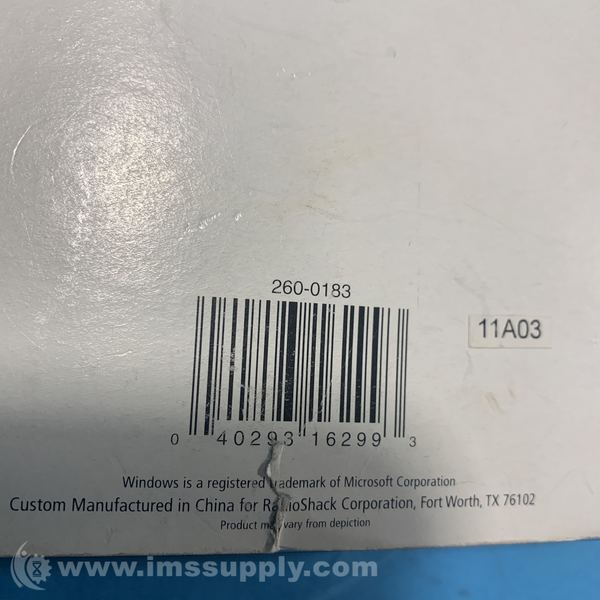 260-0183
11A03
0 40293 16299 3
Windows is a registered trademark of Microsoft Corporation
Custom Manufactured in China for RadioShack Corporation, Fort Worth, TX 76102
Product may vary from depiction
www.imssupply.com